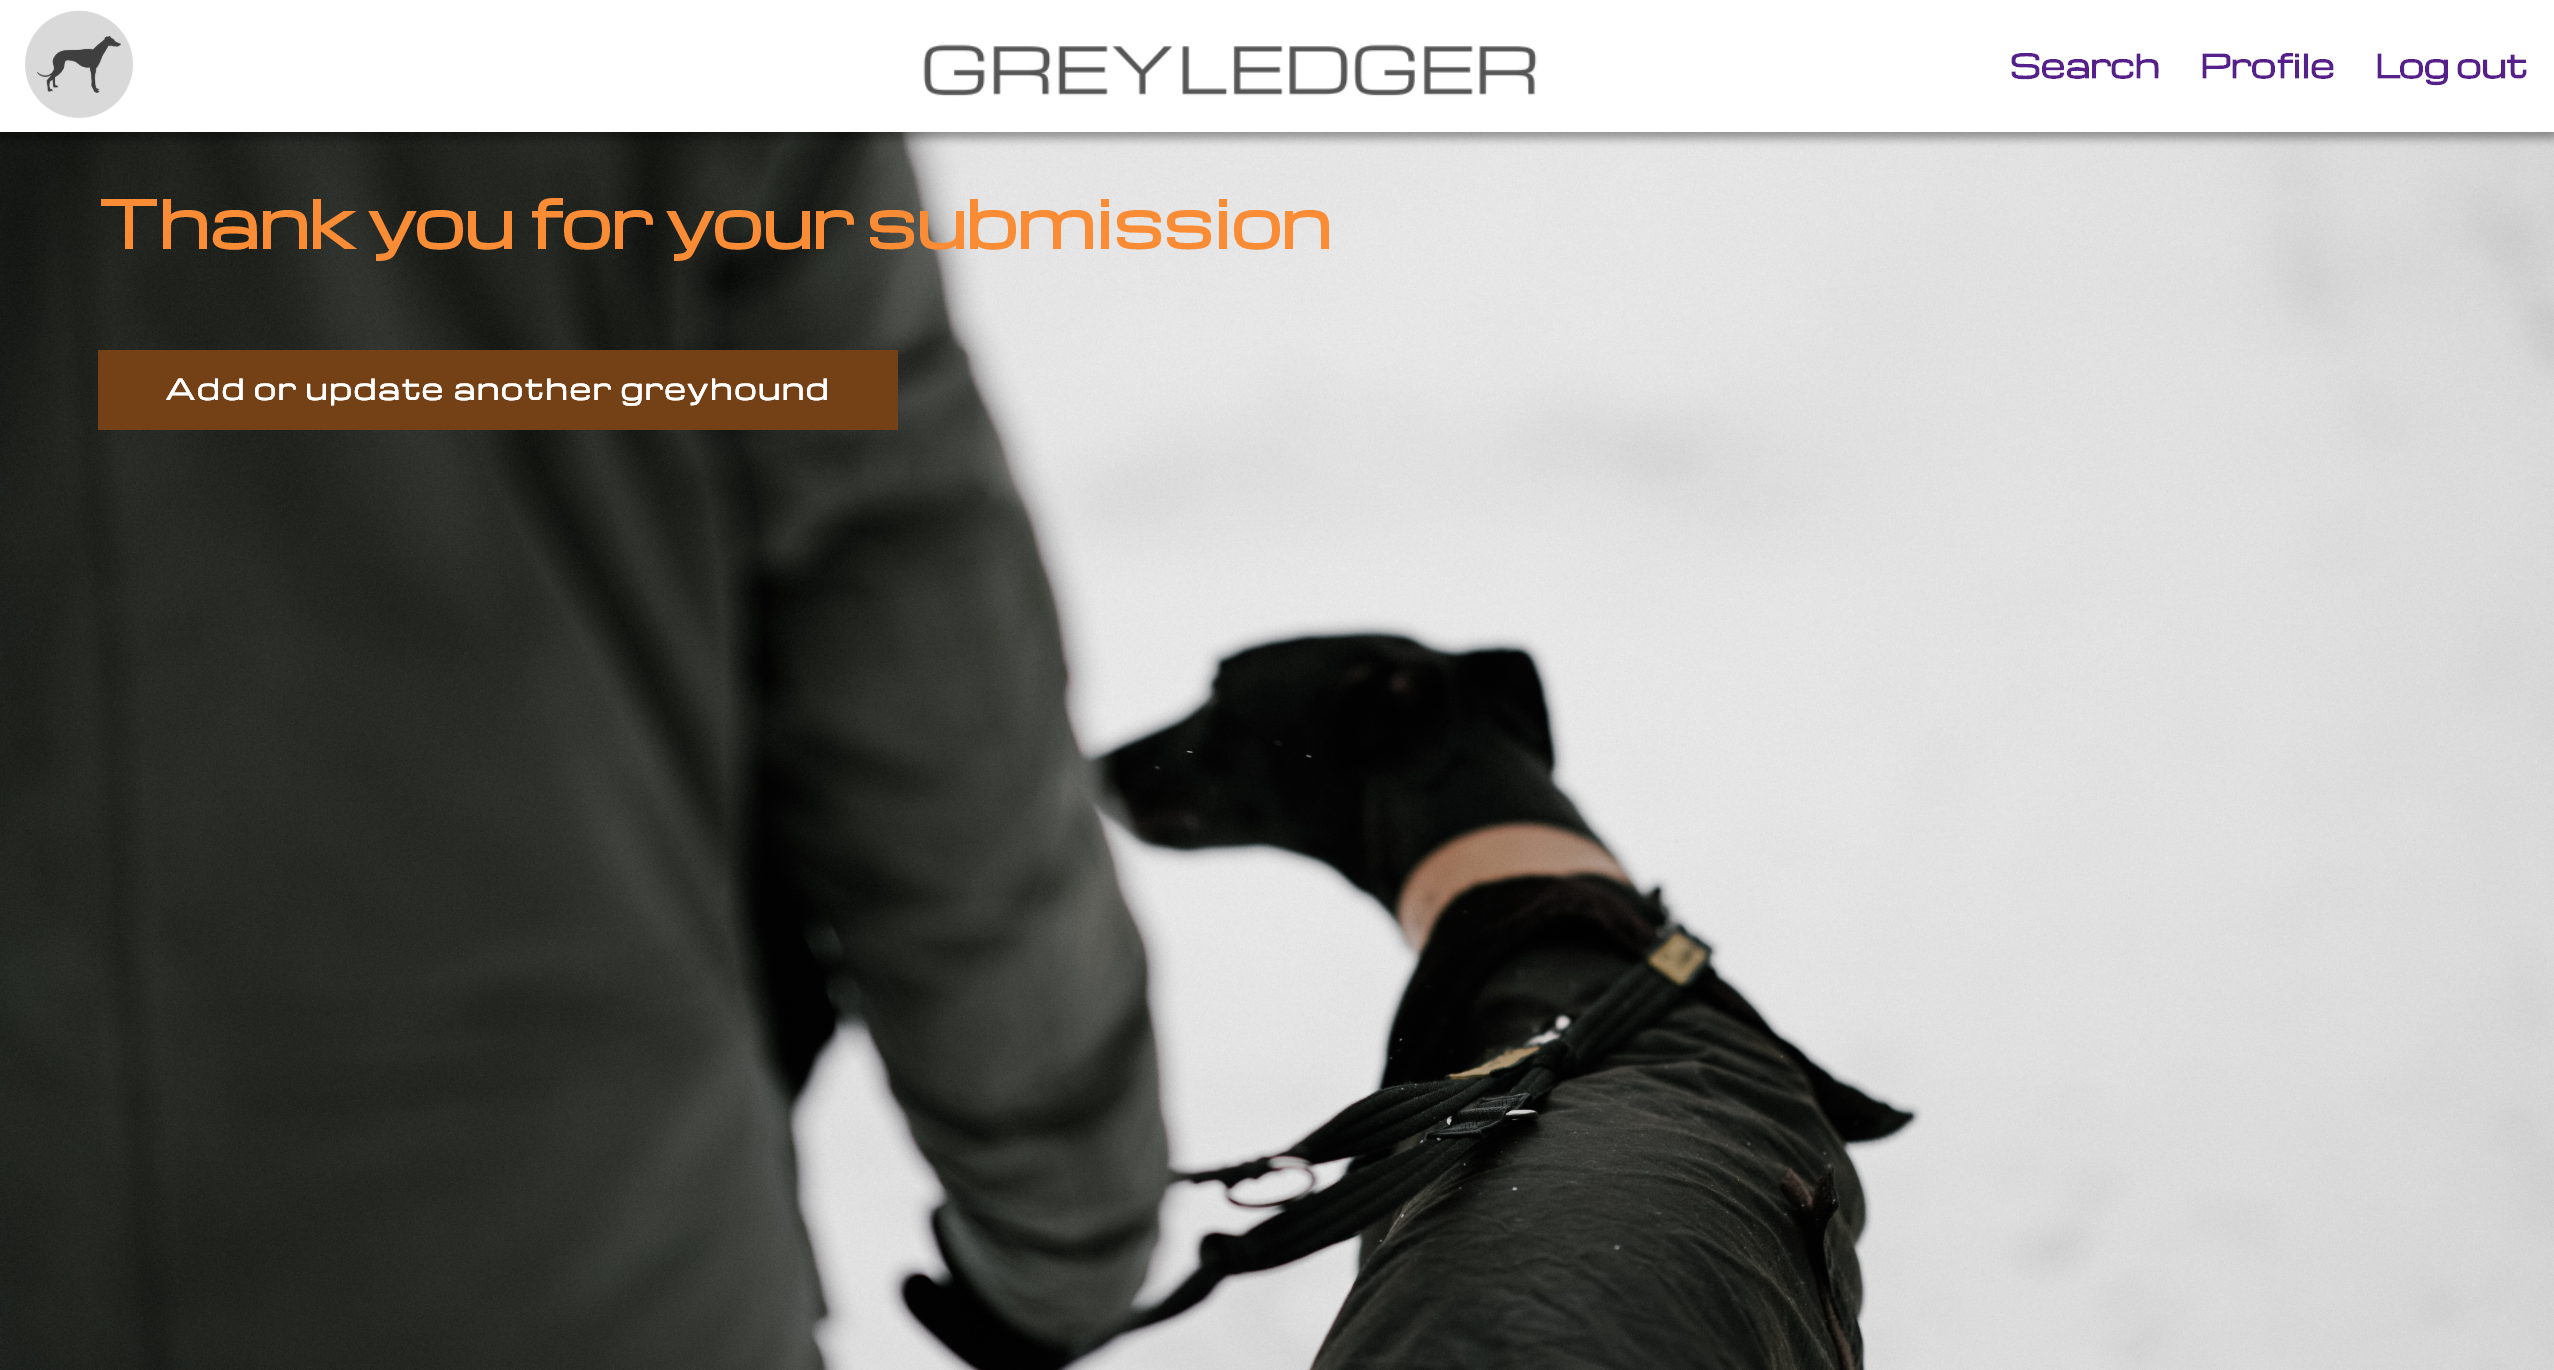 GREYLEDGER
Search Profile Log out
Thank you for your submission
Add or update another greyhound